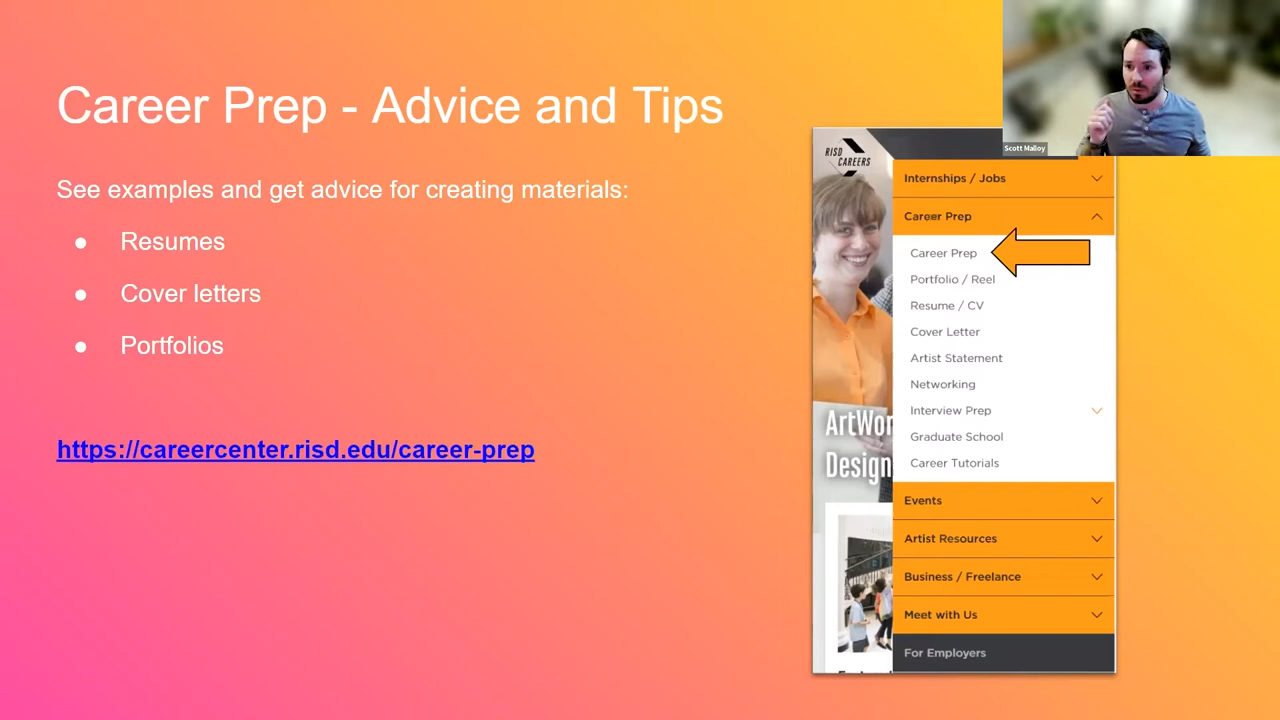 Career Prep - Advice and Tips
See examples and get advice for creating materials:
● Resumes
● Cover letters
● Portfolios
https://careercenter.risd.edu/career-prep
Scott Malloy
RISD
CAREERS
Internships / Jobs
Career Prep
Career Prep
Portfolio / Reel
Resume / CV
Cover Letter
Artist Statement
Networking
Interview Prep
Graduate School
Career Tutorials
Events
Artist Resources
Business / Freelance
Meet with Us
For Employers
ArtWor
Design